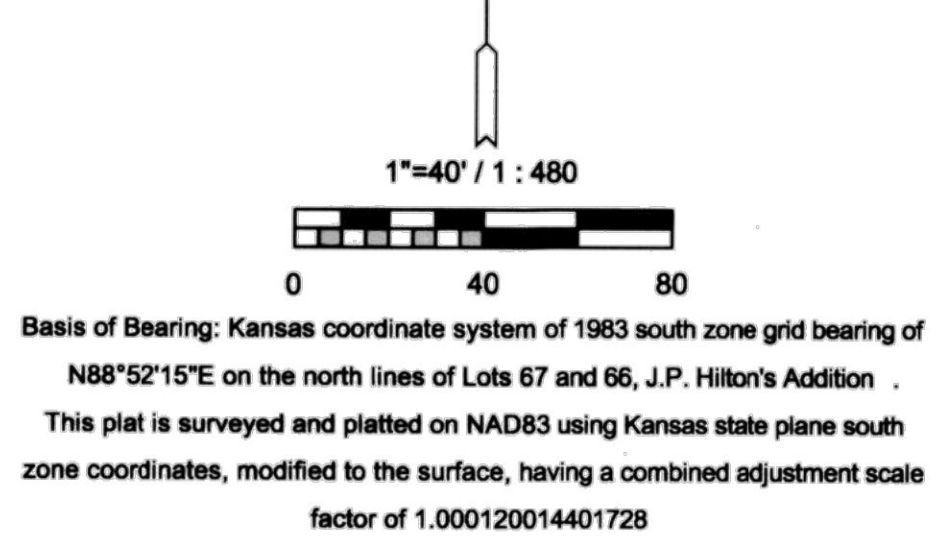 1"=40' / 1 : 480
0 40 80
Basis of Bearing: Kansas coordinate system of 1983 south zone grid bearing of
N88°52'15"E on the north lines of Lots 67 and 66, J.P. Hilton's Addition .
This plat is surveyed and platted on NAD83 using Kansas state plane south
zone coordinates, modified to the surface, having a combined adjustment scale
factor of 1.000120014401728